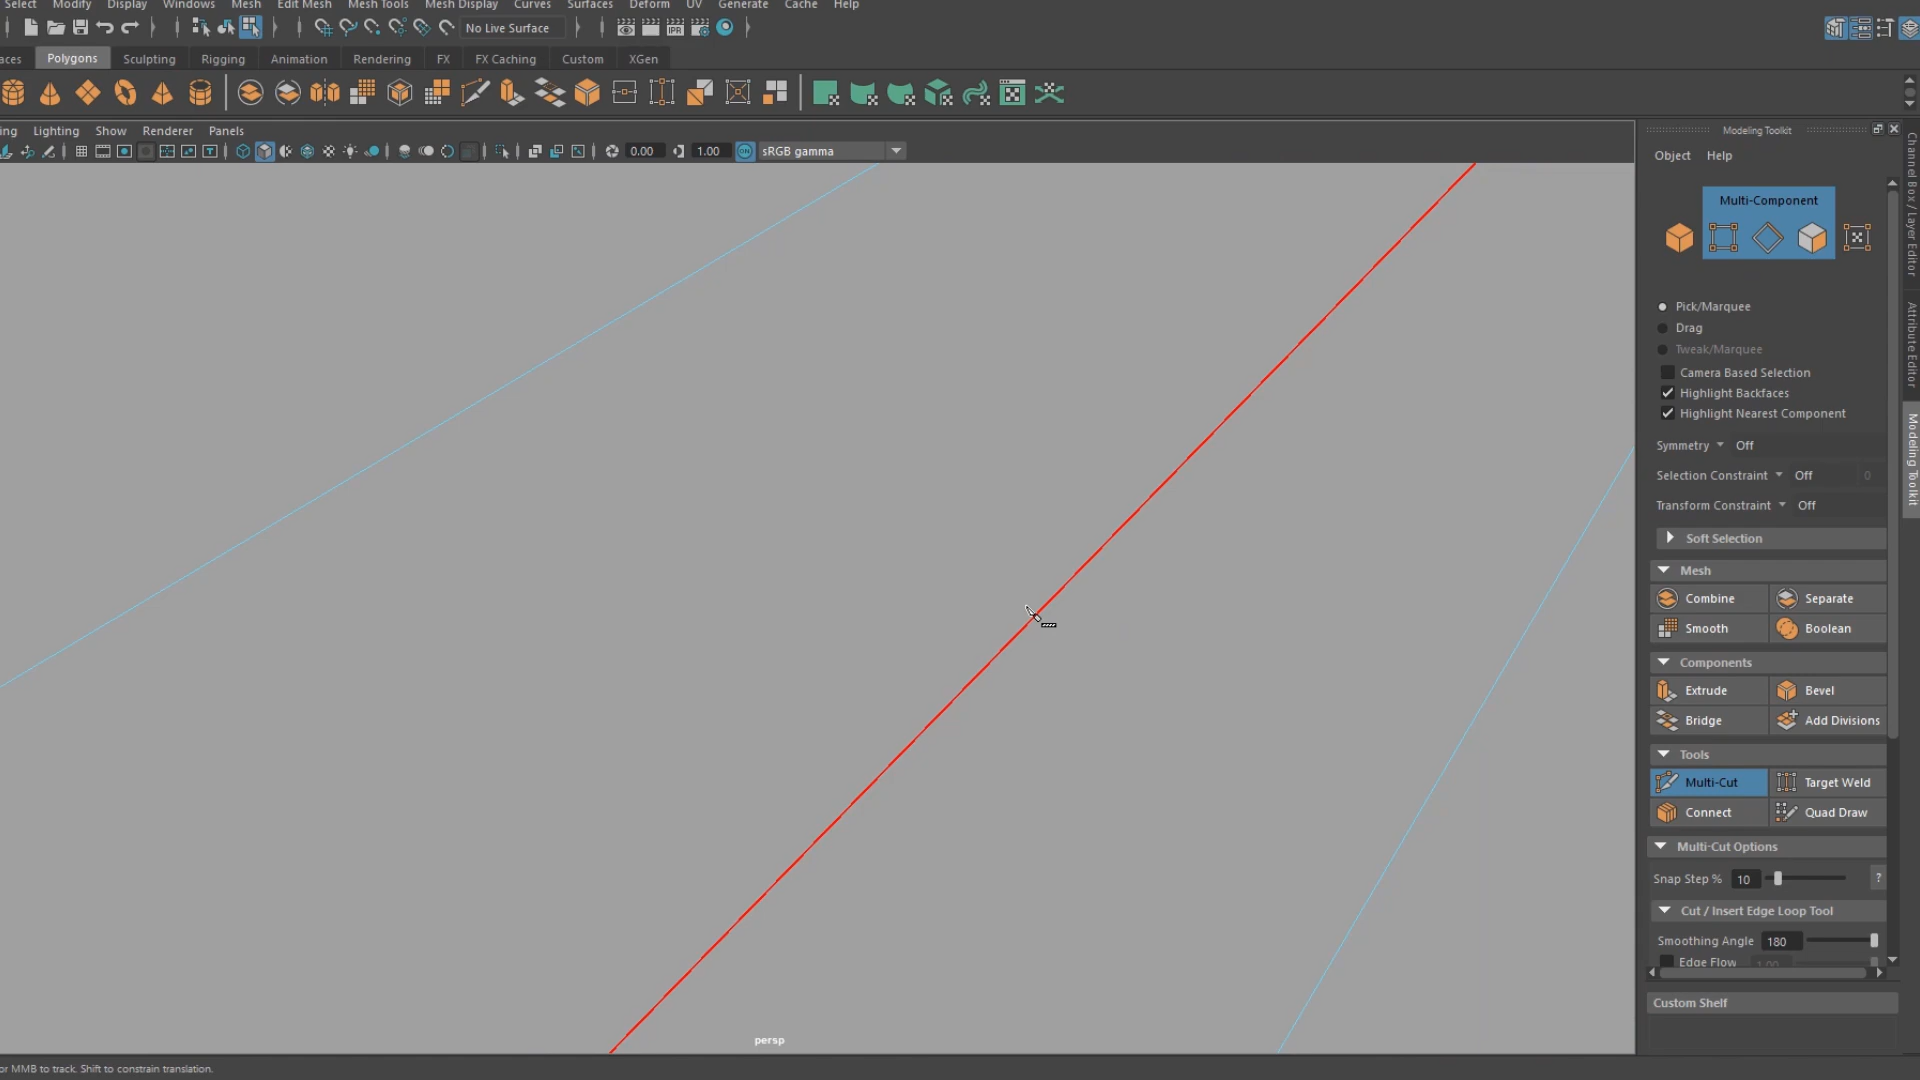 Select Modify Display Windows Mesh Edit Mesh Mesh Tools Mesh Display Curves Surfaces Deform UV Generate Cache Help
No Live Surface
IPR
aces Polygons Sculpting Rigging Animation Rendering FX FX Caching Custom XGen
ing Lighting Show Renderer Panels
0.00 1.00 ON sRGB gamma
Modeling Toolkit
Object Help
Multi-Component
Pick/Marquee
Drag
Tweak/Marquee
Camera Based Selection
Highlight Backfaces
Highlight Nearest Component
Symmetry Off
Selection Constraint Off 0
Transform Constraint Off
Soft Selection
Mesh
Combine Separate
Smooth Boolean
Components
Extrude Bevel
Bridge Add Divisions
Tools
Multi-Cut Target Weld
Connect Quad Draw
Multi-Cut Options
Snap Step % 10 ?
Cut / Insert Edge Loop Tool
Smoothing Angle 180
Edge Flow 1.00
Custom Shelf
Channel Box / Layer Editor
Attribute Editor
Modeling Toolkit
persp
or MMB to track. Shift to constrain translation.